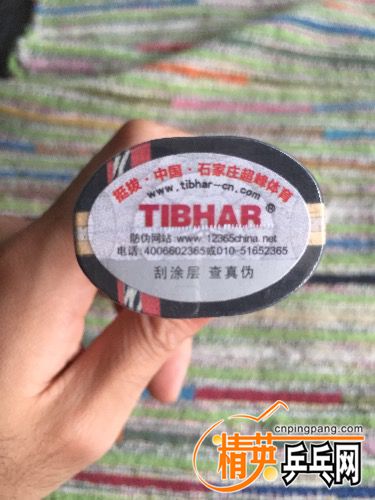 挺拔·中国·石家庄超峰体育
www.tibhar-cn.com
TIBHAR®
防伪网站:www.12365china.net
电话:4006602365或010-51652365
刮涂层 查真伪
cnpingpang.com
精英乒乓网